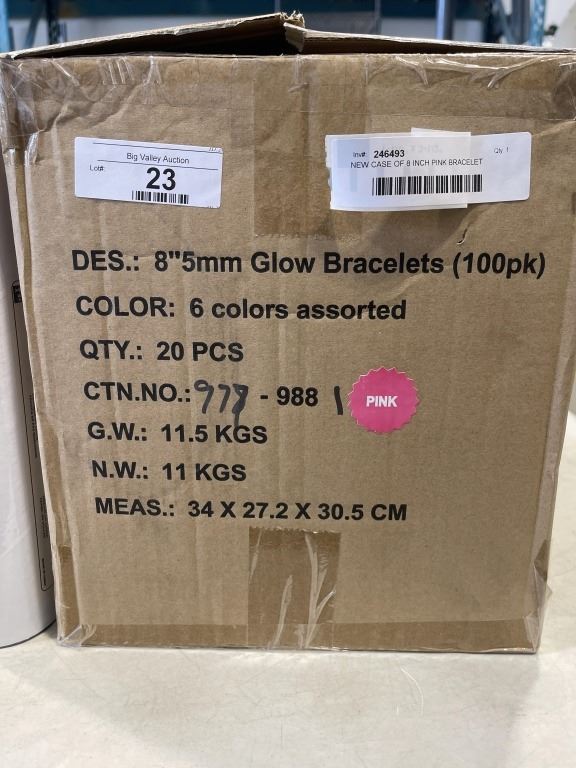 Big Valley Auction
Lot#:
23
Inv#: 246493
Qty 1
NEW CASE OF 8 INCH PINK BRACELET
DES.: 8"5mm Glow Bracelets (100pk)
COLOR: 6 colors assorted
QTY.: 20 PCS
CTN.NO.: 978 - 988 1
PINK
G.W.: 11.5 KGS
N.W.: 11 KGS
MEAS.: 34 X 27.2 X 30.5 CM